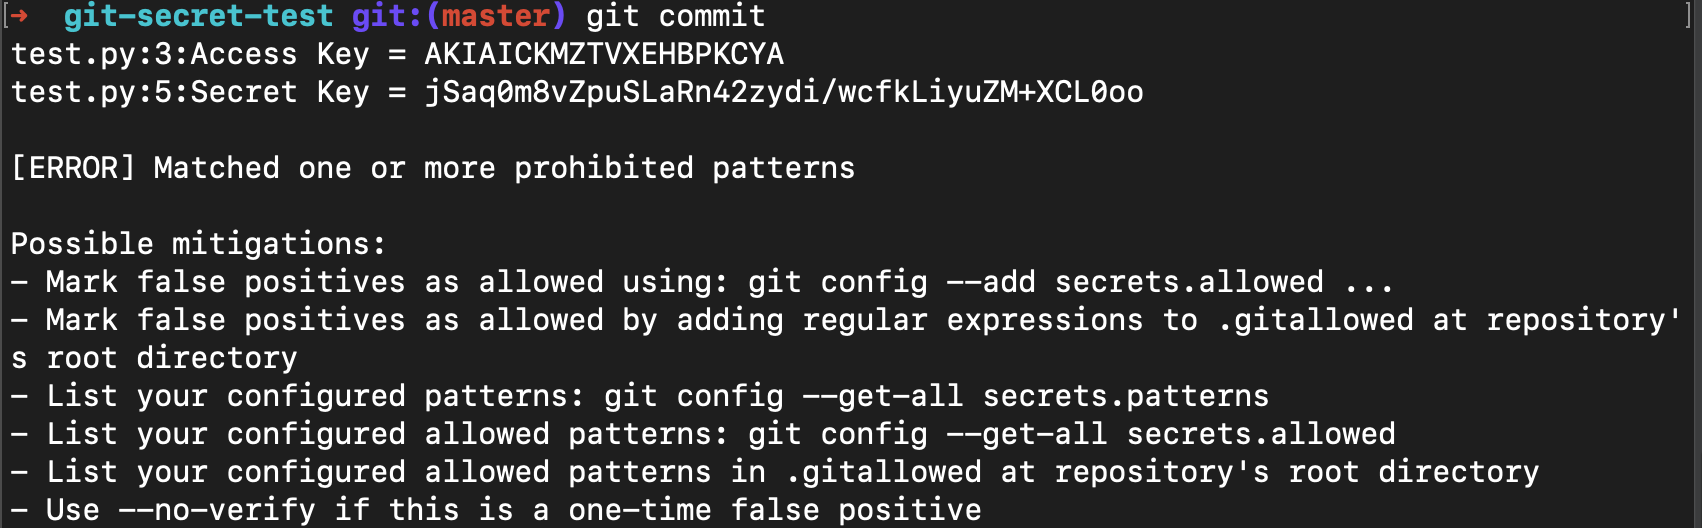 [➜  git-secret-test git:(master) git commit ]
test.py:3:Access Key = AKIAICKMZTVXEHBPKCYA
test.py:5:Secret Key = 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
[ERROR] Matched one or more prohibited patterns
Possible mitigations:
- Mark false positives as allowed using: git config --add secrets.allowed ...
- Mark false positives as allowed by adding regular expressions to .gitallowed at repository'
s root directory
- List your configured patterns: git config --get-all secrets.patterns
- List your configured allowed patterns: git config --get-all secrets.allowed
- List your configured allowed patterns in .gitallowed at repository's root directory
- Use --no-verify if this is a one-time false positive